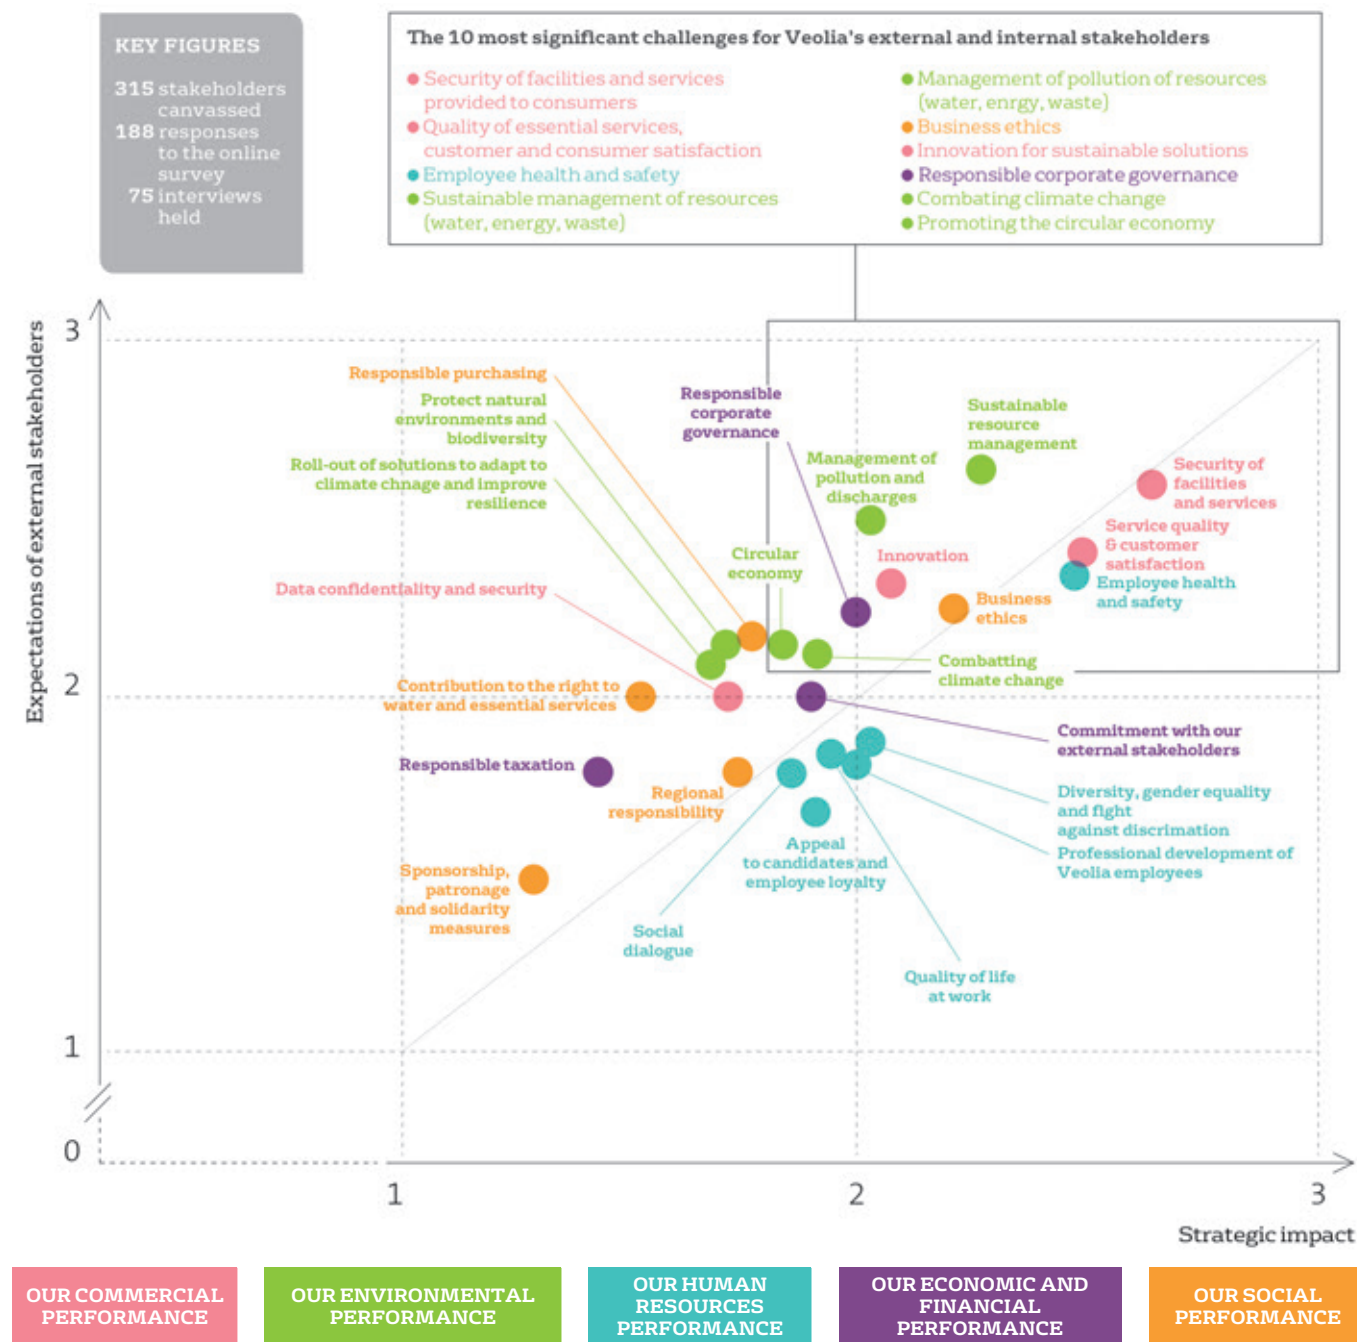 KEY FIGURES
315 stakeholders
canvassed
188 responses
to the online
survey
75 interviews
held
The 10 most significant challenges for Veolia's external and internal stakeholders
Security of facilities and services
provided to consumers
Quality of essential services,
customer and consumer satisfaction
Employee health and safety
Sustainable management of resources
(water, energy, waste)
Management of pollution of resources
(water, enrgy, waste)
Business ethics
Innovation for sustainable solutions
Responsible corporate governance
Combating climate change
Promoting the circular economy
Expectations of external stakeholders
3
2
1
0
Responsible purchasing
Protect natural
environments and
biodiversity
Roll-out of solutions to adapt to
climate chnage and improve
resilience
Data confidentiality and security
Contribution to the right to
water and essential services
Responsible taxation
Regional
responsibility
Sponsorship,
patronage
and solidarity
measures
Responsible
corporate
governance
Management of
pollution and
discharges
Circular
economy
Innovation
Sustainable
resource
management
Security of
facilities
and services
Service quality
& customer
satisfaction
Employee health
and safety
Business
ethics
Combatting
climate change
Commitment with our
external stakeholders
Diversity, gender equality
and fight
against discrimation
Professional development of
Veolia employees
Appeal
to candidates and
employee loyalty
Social
dialogue
Quality of life
at work
1
2
3
Strategic impact
OUR COMMERCIAL
PERFORMANCE
OUR ENVIRONMENTAL
PERFORMANCE
OUR HUMAN
RESOURCES
PERFORMANCE
OUR ECONOMIC AND
FINANCIAL
PERFORMANCE
OUR SOCIAL
PERFORMANCE